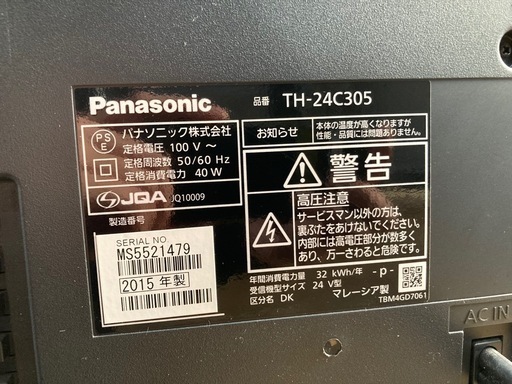 Panasonic
品番 TH-24C305
PS
E
パナソニック株式会社
定格電圧 100 V ～
定格周波数 50/60 Hz
定格消費電力 40 W
JQA JQ10009
製造番号
SERIAL NO.
MS5521479
2015 年製
お知らせ
本体の温度が高くなりますが
性能・品質には問題ありません。
警告
高圧注意
サービスマン以外の方は、
裏ぶたをあけないでください。
内部には高電圧部分が数多く
あり、万一さわると危険です。
年間消費電力量 32 kWh/年 -p-
受信機型サイズ 24 V型
区分名 DK マレーシア製
TBM4GD7061
AC IN